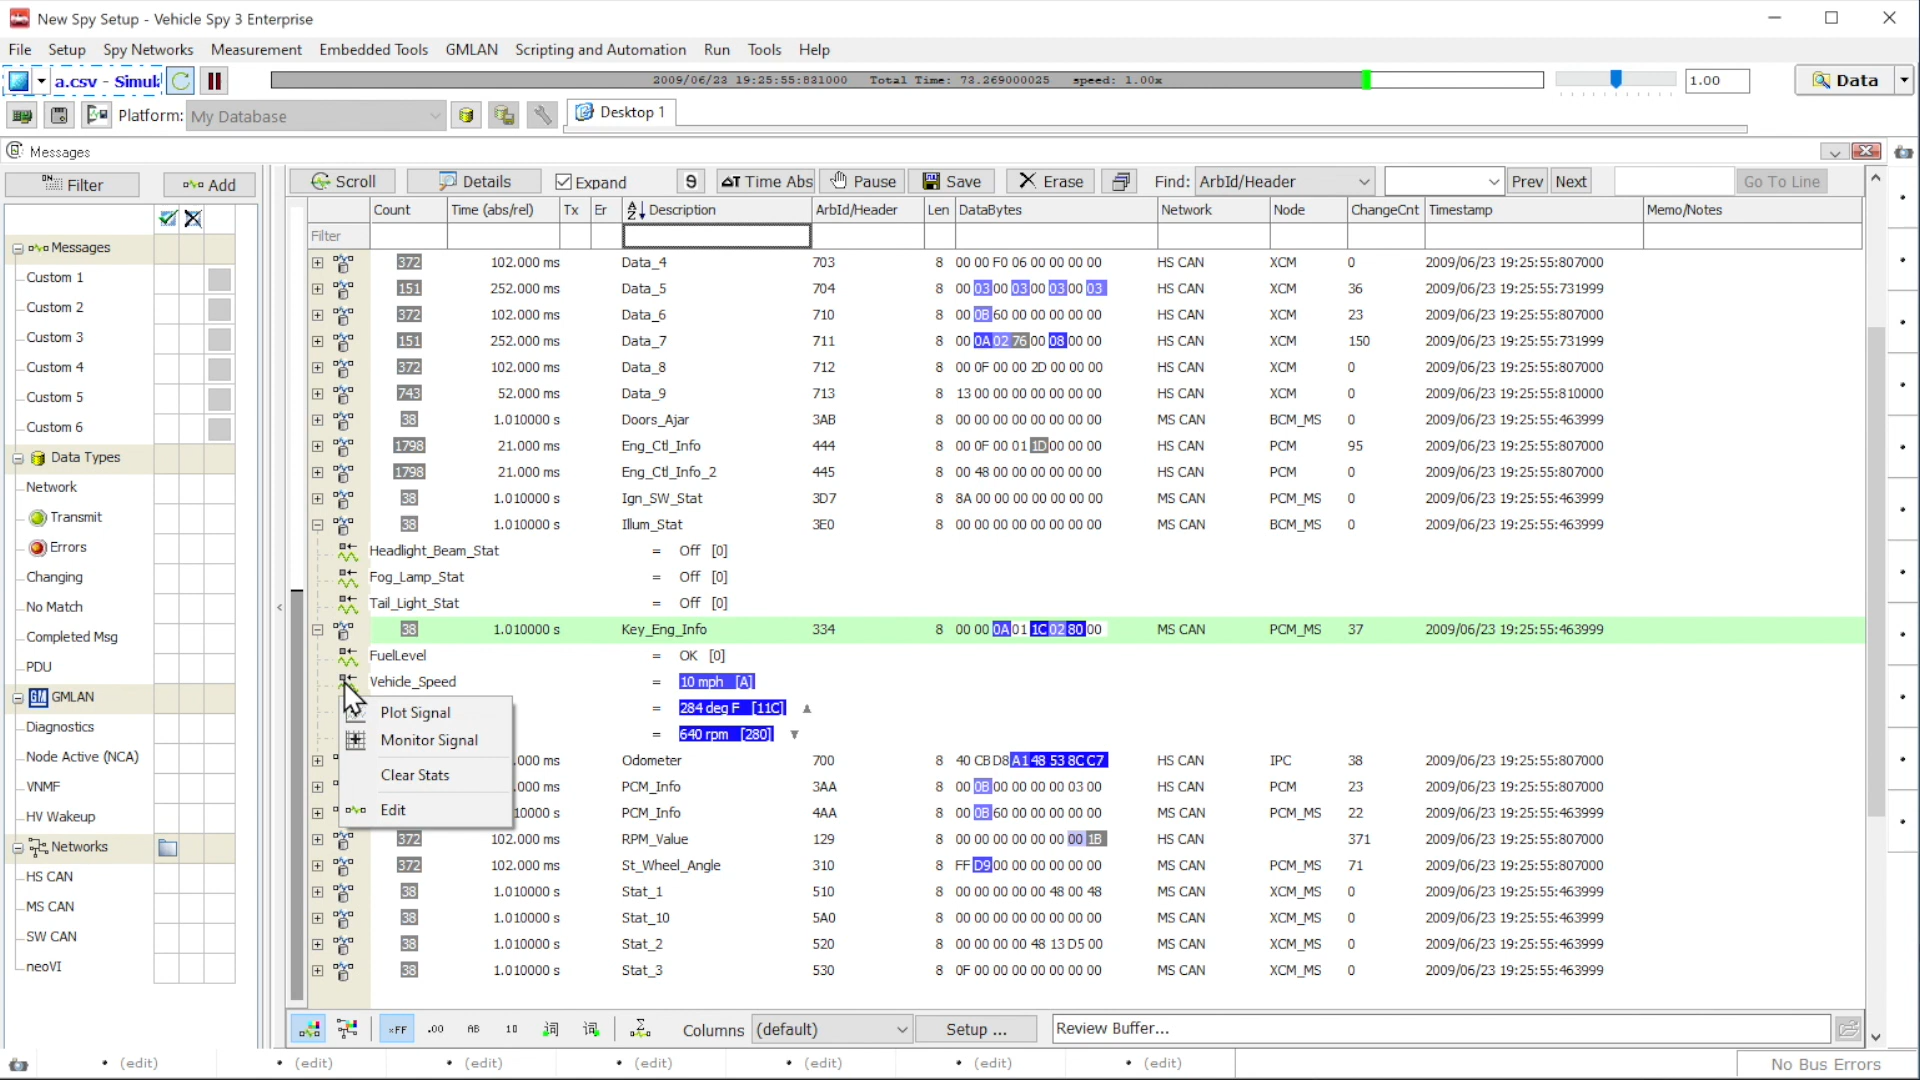 New Spy Setup - Vehicle Spy 3 Enterprise
File Setup Spy Networks Measurement Embedded Tools GMLAN Scripting and Automation Run Tools Help
a.csv - Simul 2009/06/23 19:25:55:831000 Total Time: 73.269000025 speed: 1.00x 1.00 Data
Platform: My Database Desktop 1
Messages
Filter Add Scroll Details Expand Time Abs Pause Save Erase Find: ArbId/Header Prev Next Go To Line
Count Time (abs/rel) Tx Er Description ArbId/Header Len DataBytes Network Node ChangeCnt Timestamp Memo/Notes
Filter
Messages
Custom 1
Custom 2
Custom 3
Custom 4
Custom 5
Custom 6
Data Types
Network
Transmit
Errors
Changing
No Match
Completed Msg
PDU
GMLAN
Diagnostics
Node Active (NCA)
VNMF
HV Wakeup
Networks
HS CAN
MS CAN
SW CAN
neoVI
372 102.000 ms Data_4 703 8 00 00 F0 06 00 00 00 00 HS CAN XCM 0 2009/06/23 19:25:55:807000
151 252.000 ms Data_5 704 8 00 03 00 03 00 03 00 03 HS CAN XCM 36 2009/06/23 19:25:55:731999
372 102.000 ms Data_6 710 8 00 0B 60 00 00 00 00 00 HS CAN XCM 23 2009/06/23 19:25:55:807000
151 252.000 ms Data_7 711 8 00 0A 02 76 00 08 00 00 HS CAN XCM 150 2009/06/23 19:25:55:731999
372 102.000 ms Data_8 712 8 00 0F 00 00 2D 00 00 00 HS CAN XCM 0 2009/06/23 19:25:55:807000
743 52.000 ms Data_9 713 8 13 00 00 00 00 00 00 00 HS CAN XCM 0 2009/06/23 19:25:55:810000
38 1.010000 s Doors_Ajar 3AB 8 00 00 00 00 00 00 00 00 MS CAN BCM_MS 0 2009/06/23 19:25:55:463999
1798 21.000 ms Eng_Ctl_Info 444 8 00 0F 00 01 1D 00 00 00 HS CAN PCM 95 2009/06/23 19:25:55:807000
1798 21.000 ms Eng_Ctl_Info_2 445 8 00 48 00 00 00 00 00 00 HS CAN PCM 0 2009/06/23 19:25:55:807000
38 1.010000 s Ign_SW_Stat 3D7 8 8A 00 00 00 00 00 00 00 MS CAN PCM_MS 0 2009/06/23 19:25:55:463999
38 1.010000 s Illum_Stat 3E0 8 00 00 00 00 00 00 00 00 MS CAN BCM_MS 0 2009/06/23 19:25:55:463999
Headlight_Beam_Stat = Off [0]
Fog_Lamp_Stat = Off [0]
Tail_Light_Stat = Off [0]
38 1.010000 s Key_Eng_Info 334 8 00 00 0A 01 1C 02 80 00 MS CAN PCM_MS 37 2009/06/23 19:25:55:463999
FuelLevel = OK [0]
Vehicle_Speed = 10 mph [A]
= 284 deg F [11C]
= 640 rpm [280]
Plot Signal
Monitor Signal
Clear Stats
Edit
.000 ms Odometer 700 8 40 CB D8 A1 48 53 8C C7 HS CAN IPC 38 2009/06/23 19:25:55:807000
.000 ms PCM_Info 3AA 8 00 0B 00 00 00 00 03 00 HS CAN PCM 23 2009/06/23 19:25:55:807000
10000 s PCM_Info 4AA 8 00 0B 60 00 00 00 00 00 MS CAN PCM_MS 22 2009/06/23 19:25:55:463999
372 102.000 ms RPM_Value 129 8 00 00 00 00 00 00 00 1B HS CAN 371 2009/06/23 19:25:55:807000
372 102.000 ms St_Wheel_Angle 310 8 FF D9 00 00 00 00 00 00 MS CAN PCM_MS 71 2009/06/23 19:25:55:807000
38 1.010000 s Stat_1 510 8 00 00 00 00 00 48 00 48 MS CAN XCM_MS 0 2009/06/23 19:25:55:463999
38 1.010000 s Stat_10 5A0 8 00 00 00 00 00 00 00 00 MS CAN XCM_MS 0 2009/06/23 19:25:55:463999
38 1.010000 s Stat_2 520 8 00 00 00 00 48 13 D5 00 MS CAN XCM_MS 0 2009/06/23 19:25:55:463999
38 1.010000 s Stat_3 530 8 0F 00 00 00 00 00 00 00 MS CAN XCM_MS 0 2009/06/23 19:25:55:463999
=FF .00 AB 10 Columns (default) Setup ... Review Buffer...
(edit) (edit) (edit) (edit) (edit) (edit) (edit) No Bus Errors